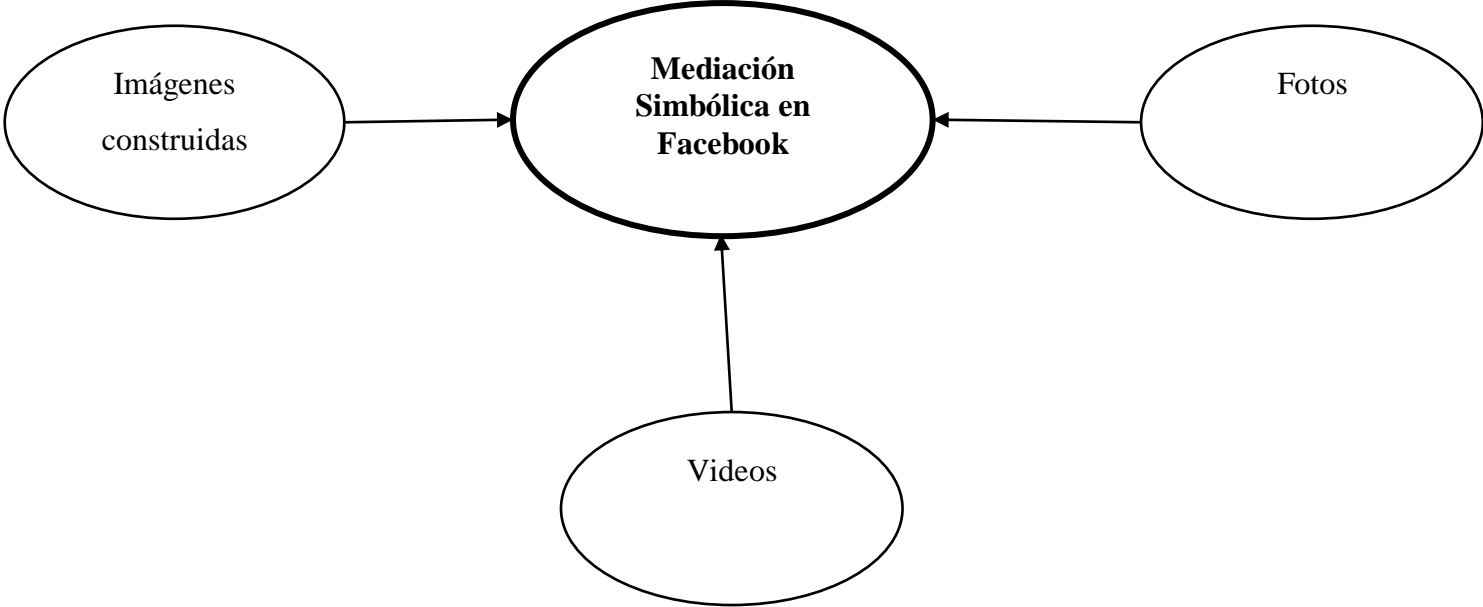 Imágenes
construidas
Mediación
Simbólica en
Facebook
Fotos
Videos